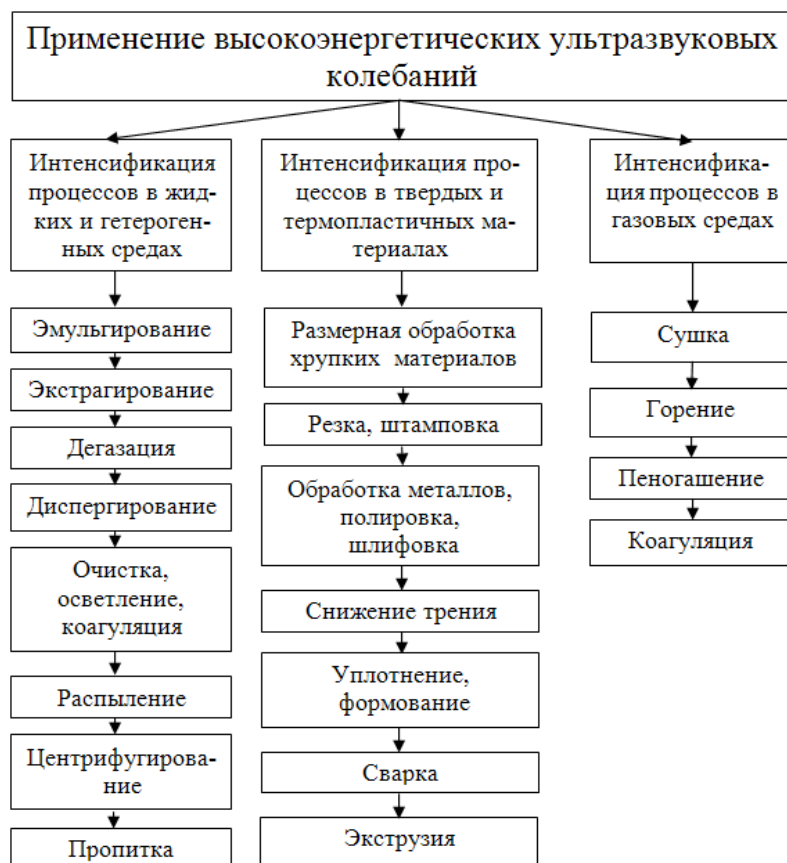 Применение высокоэнергетических ультразвуковых
колебаний
Интенсификация
процессов в жид-
ких и гетероген-
ных средах
Эмульгирование
Экстрагирование
Дегазация
Диспергирование
Очистка,
осветление,
коагуляция
Распыление
Центрифугирова-
ние
Пропитка
Интенсификация про-
цессов в твердых и
термопластичных ма-
териалах
Размерная обработка
хрупких материалов
Резка, штамповка
Обработка металлов,
полировка,
шлифовка
Снижение трения
Уплотнение,
формование
Сварка
Экструзия
Интенсифика-
ция процессов в
газовых средах
Сушка
Горение
Пеногашение
Коагуляция